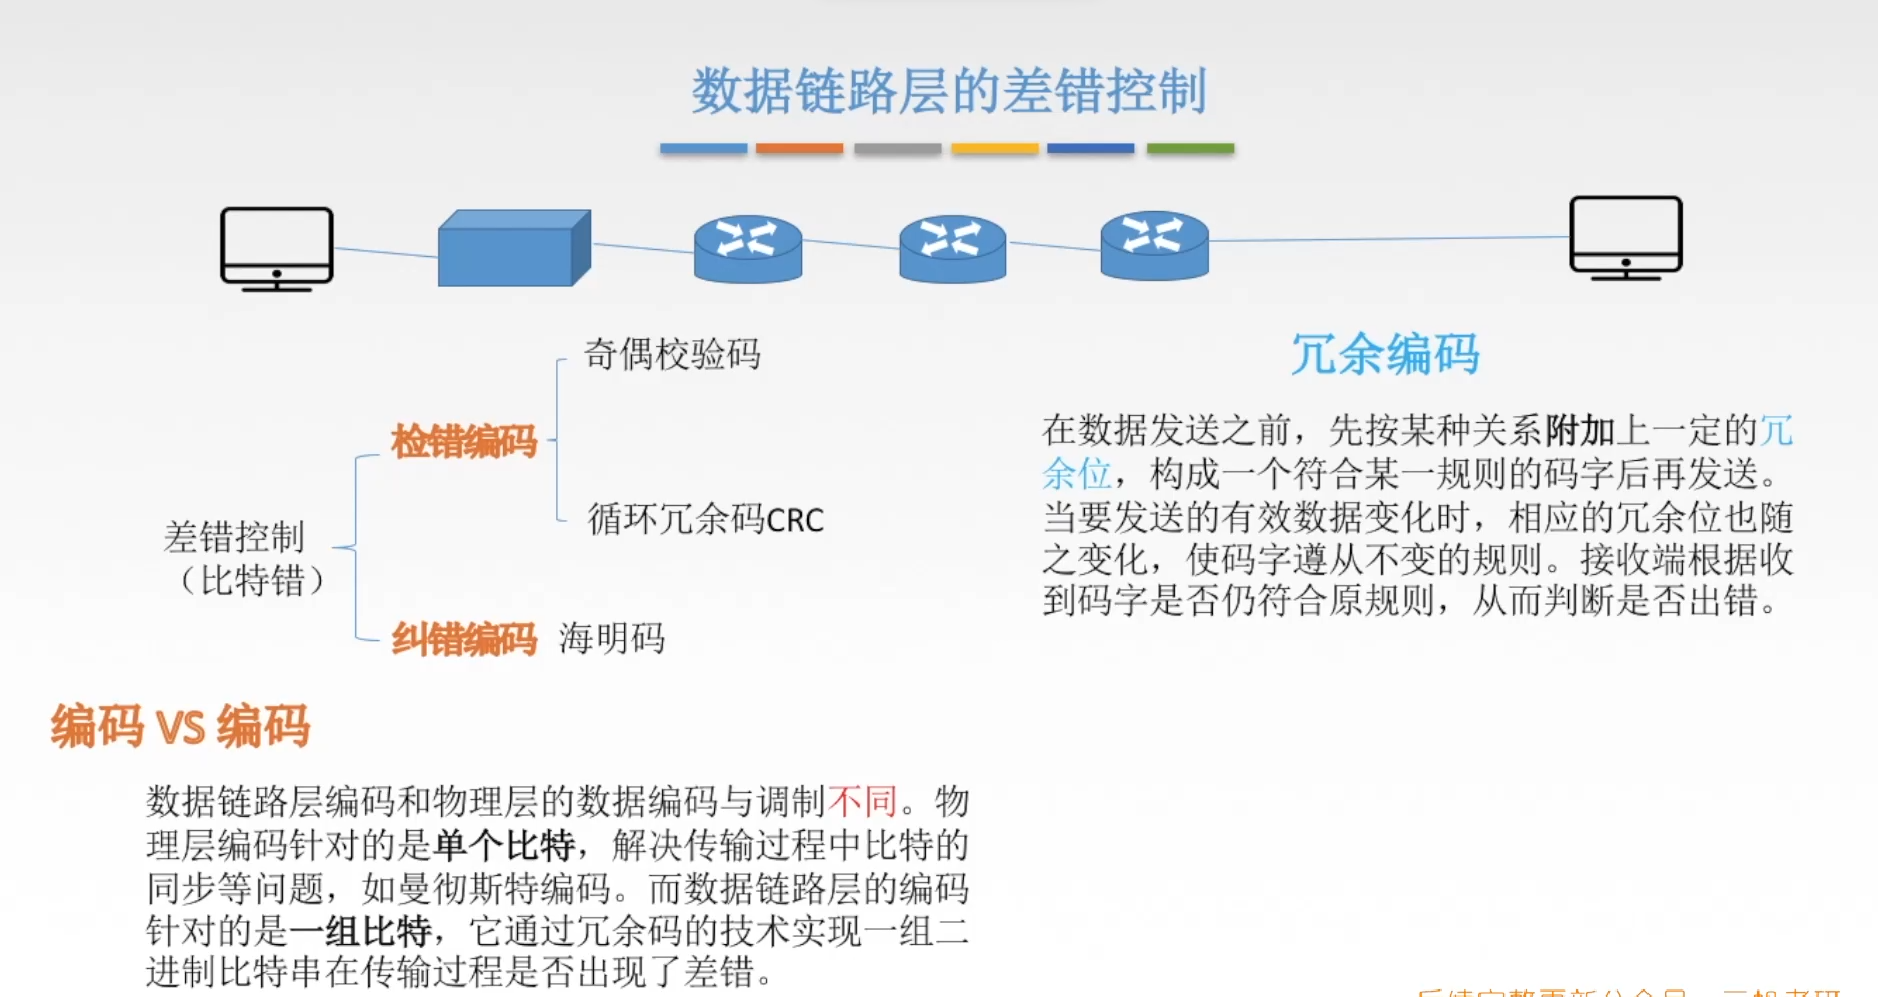 数据链路层的差错控制
奇偶校验码
检错编码
循环冗余码CRC
差错控制
（比特错）
纠错编码 海明码
冗余编码
在数据发送之前，先按某种关系附加上一定的冗
余位，构成一个符合某一规则的码字后再发送。
当要发送的有效数据变化时，相应的冗余位也随
之变化，使码字遵从不变的规则。接收端根据收
到码字是否仍符合原规则，从而判断是否出错。
编码 VS 编码
数据链路层编码和物理层的数据编码与调制不同。物
理层编码针对的是单个比特，解决传输过程中比特的
同步等问题，如曼彻斯特编码。而数据链路层的编码
针对的是一组比特，它通过冗余码的技术实现一组二
进制比特串在传输过程是否出现了差错。